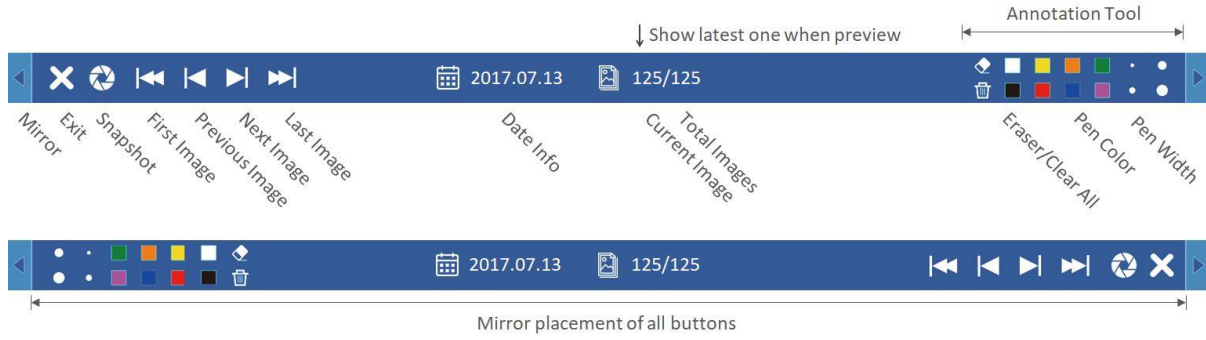 Annotation Tool
Show latest one when preview
2017.07.13
125/125
Mirror
Exit
Snapshot
First Image
Previous Image
Next Image
Last Image
Date Info
Current Image
Total Images
Eraser/Clear All
Pen Color
Pen Width
2017.07.13
125/125
Mirror placement of all buttons